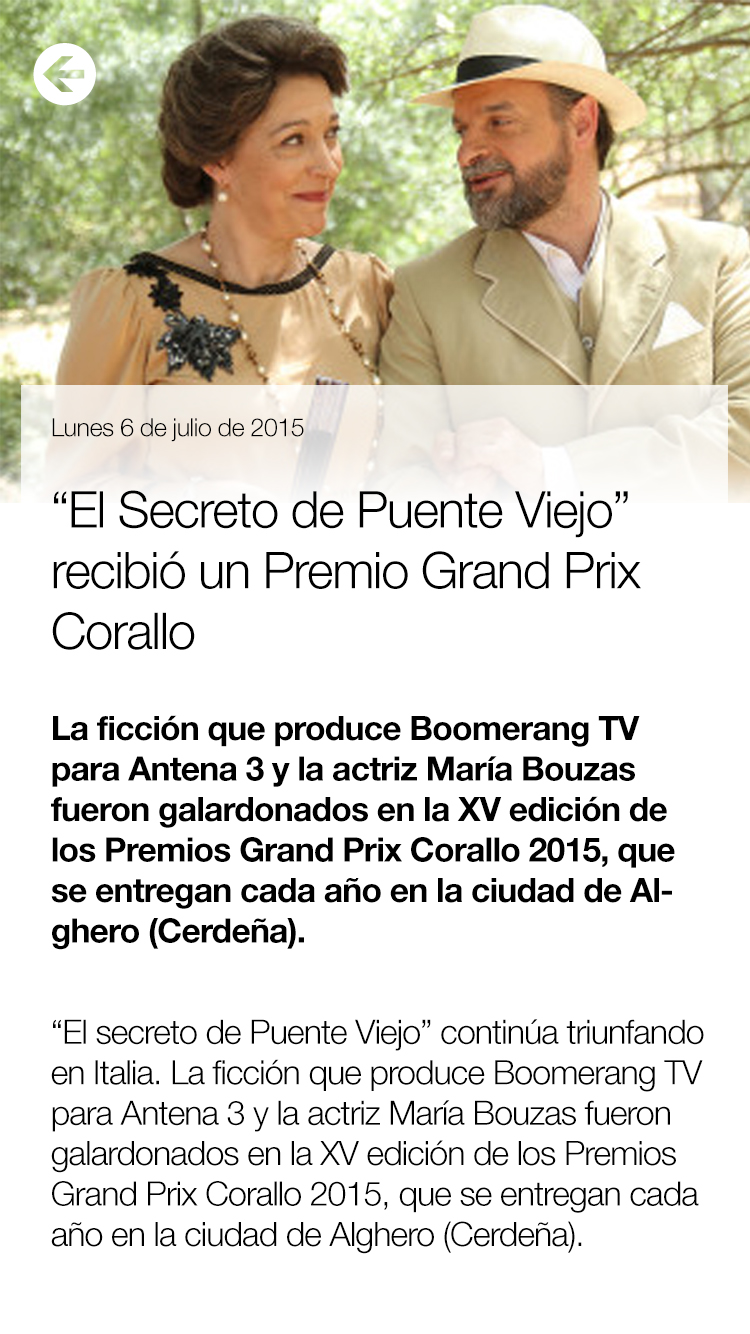 Lunes 6 de julio de 2015
“El Secreto de Puente Viejo”
recibió un Premio Grand Prix
Corallo
La ficción que produce Boomerang TV
para Antena 3 y la actriz María Bouzas
fueron galardonados en la XV edición de
los Premios Grand Prix Corallo 2015, que
se entregan cada año en la ciudad de Al-
ghero (Cerdeña).
“El secreto de Puente Viejo” continúa triunfando
en Italia. La ficción que produce Boomerang TV
para Antena 3 y la actriz María Bouzas fueron
galardonados en la XV edición de los Premios
Grand Prix Corallo 2015, que se entregan cada
año en la ciudad de Alghero (Cerdeña).